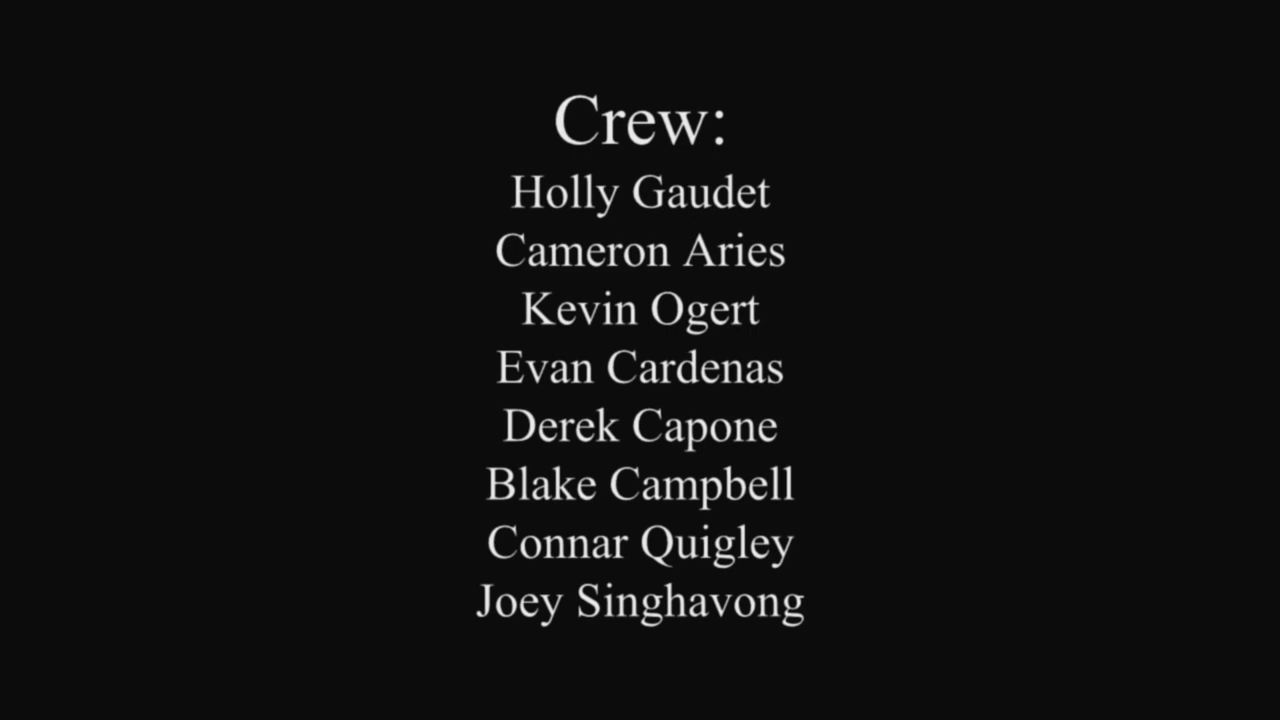 Crew:
Holly Gaudet
Cameron Aries
Kevin Ogert
Evan Cardenas
Derek Capone
Blake Campbell
Connar Quigley
Joey Singhavong